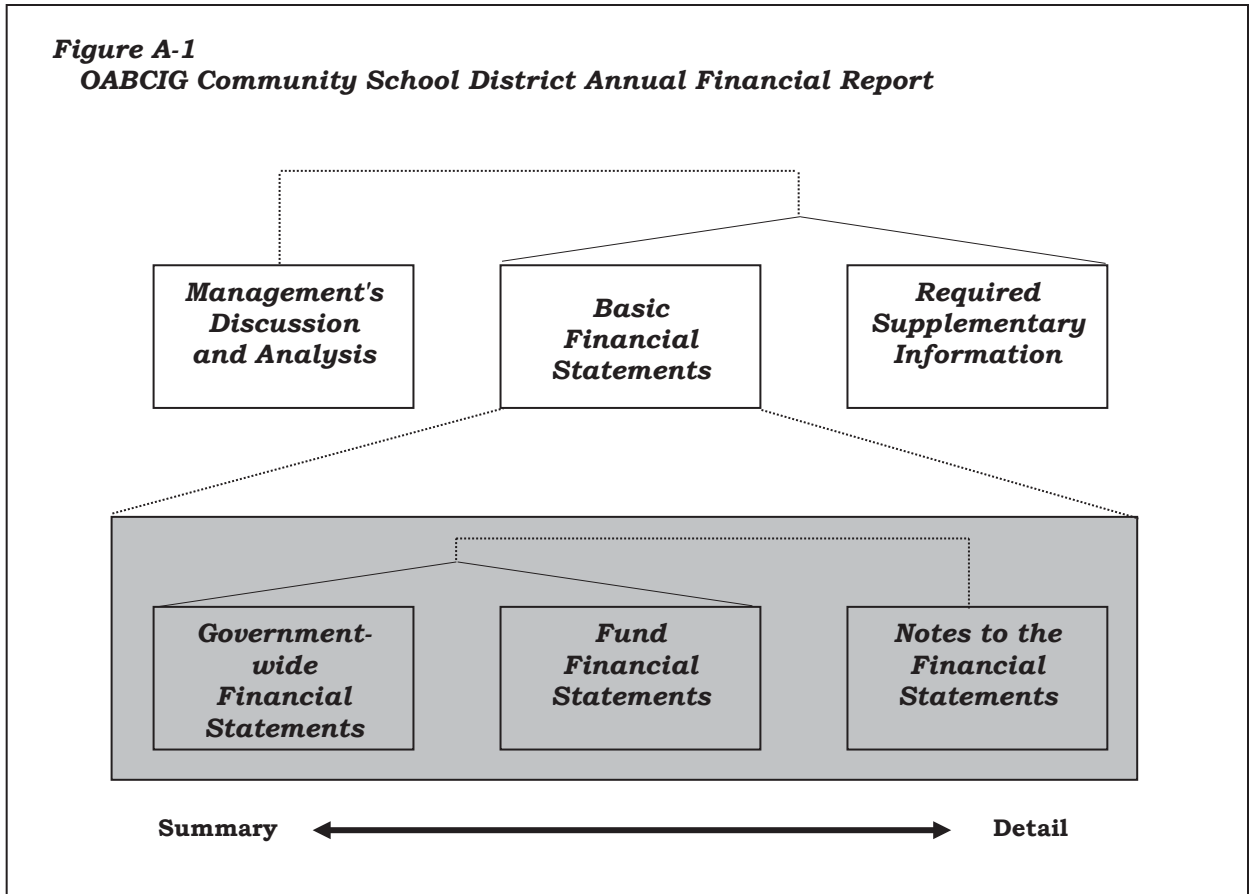 Figure A-1
OABCIG Community School District Annual Financial Report
Management's
Discussion
and Analysis
Basic
Financial
Statements
Required
Supplementary
Information
Government-
wide
Financial
Statements
Fund
Financial
Statements
Notes to the
Financial
Statements
Summary
Detail